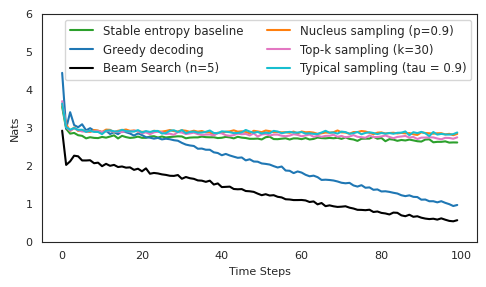 6
5
4
3
2
1
0
Nats
Stable entropy baseline
Greedy decoding
Beam Search (n=5)
Nucleus sampling (p=0.9)
Top-k sampling (k=30)
Typical sampling (tau = 0.9)
0 20 40 60 80 100
Time Steps